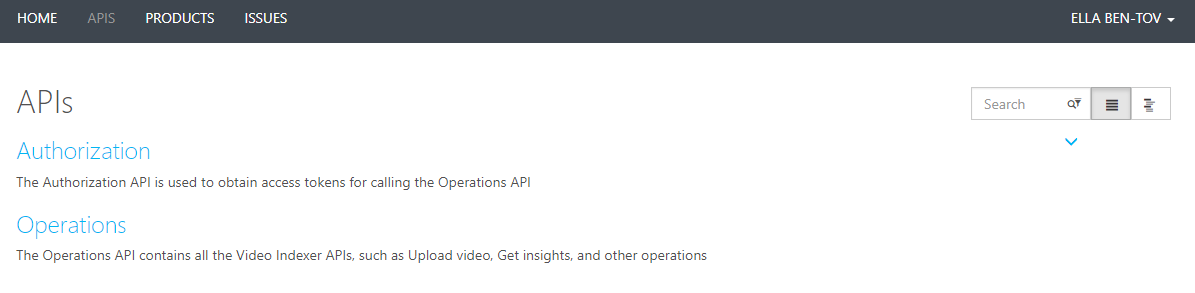 HOME APIS PRODUCTS ISSUES ELLA BEN-TOV
APIs
Search
Authorization
The Authorization API is used to obtain access tokens for calling the Operations API
Operations
The Operations API contains all the Video Indexer APIs, such as Upload video, Get insights, and other operations